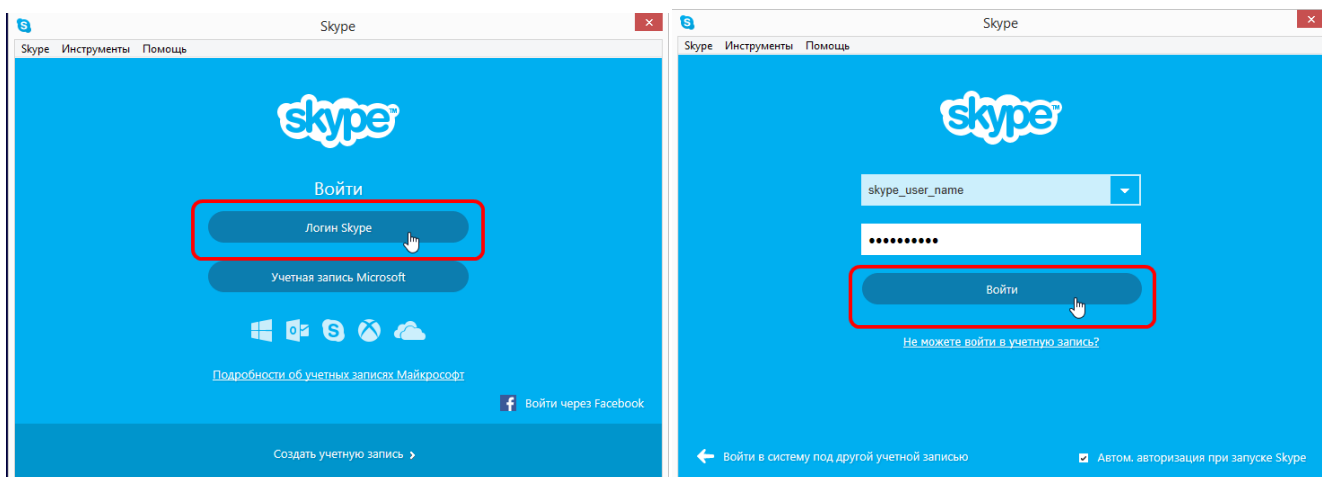 Skype
Skype Инструменты Помощь
skype™
Войти
Логин Skype
Учетная запись Microsoft
Подробности об учетных записях Майкрософт
Войти через Facebook
Создать учетную запись
Skype
Skype Инструменты Помощь
skype™
skype_user_name
••••••••••
Войти
Не можете войти в учетную запись?
Войти в систему под другой учетной записью
Автом. авторизация при запуске Skype